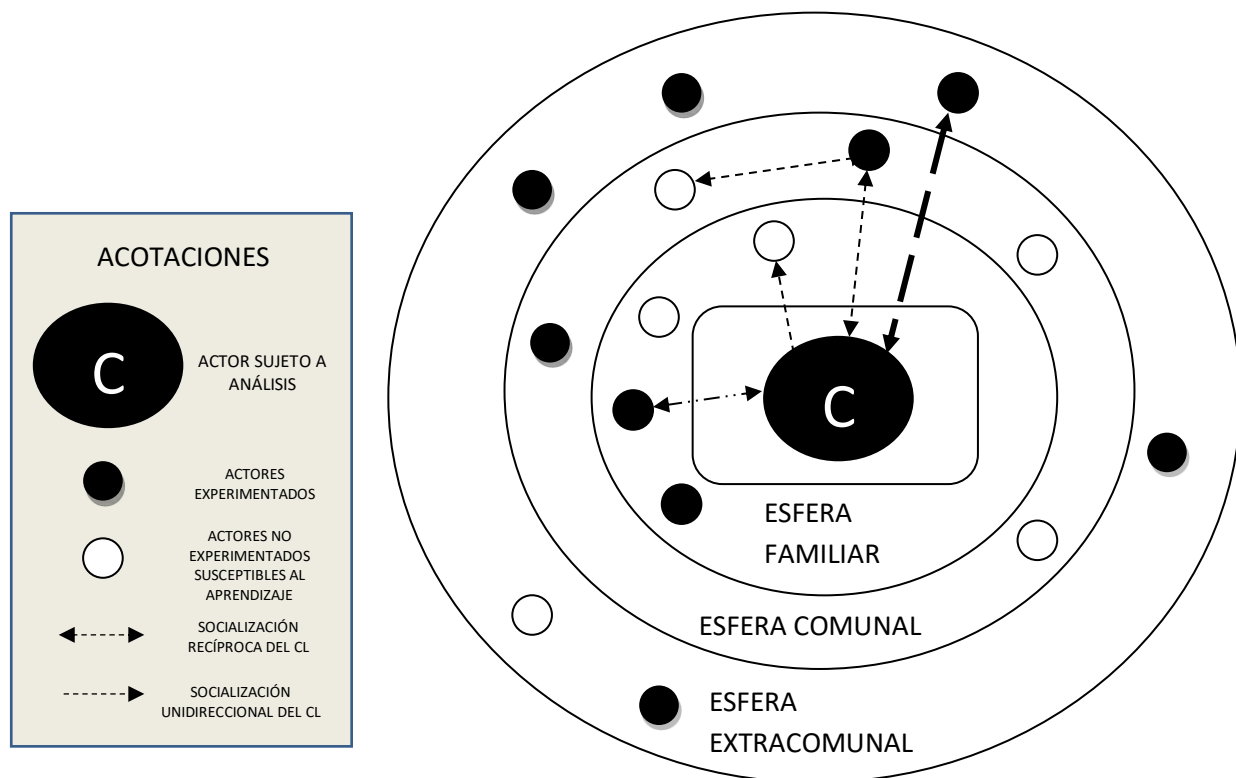 ACOTACIONES
C
ACTOR SUJETO A
ANÁLISIS
ACTORES
EXPERIMENTADOS
ACTORES NO
EXPERIMENTADOS
SUSCEPTIBLES AL
APRENDIZAJE
SOCIALIZACIÓN
RECÍPROCA DEL CL
SOCIALIZACIÓN
UNIDIRECCIONAL DEL CL
C
ESFERA
FAMILIAR
ESFERA COMUNAL
ESFERA
EXTRACOMUNAL